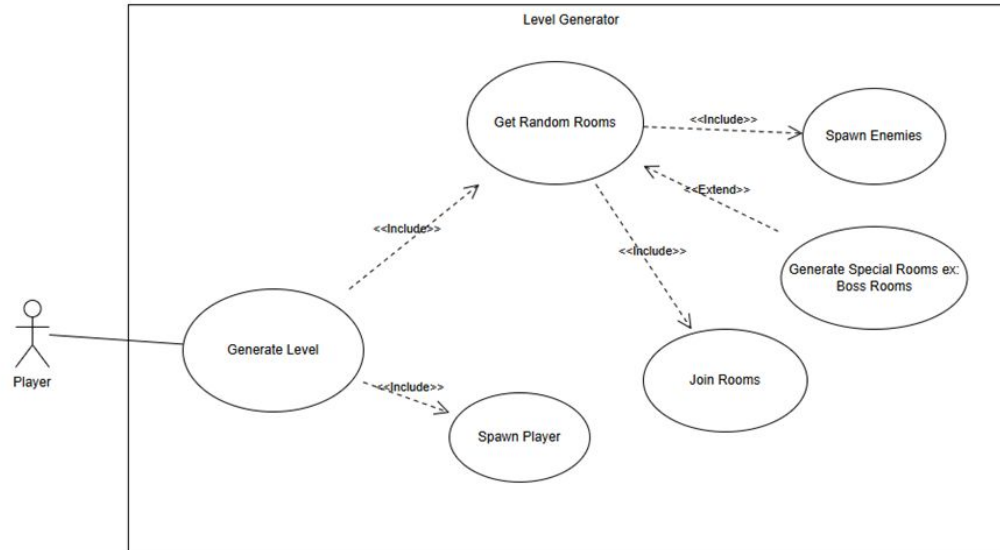 Level Generator
Get Random Rooms
<<Include>>
Spawn Enemies
<<Extend>>
<<Include>>
<<Include>>
Generate Special Rooms ex:
Boss Rooms
Generate Level
Player
<<Include>>
Join Rooms
Spawn Player